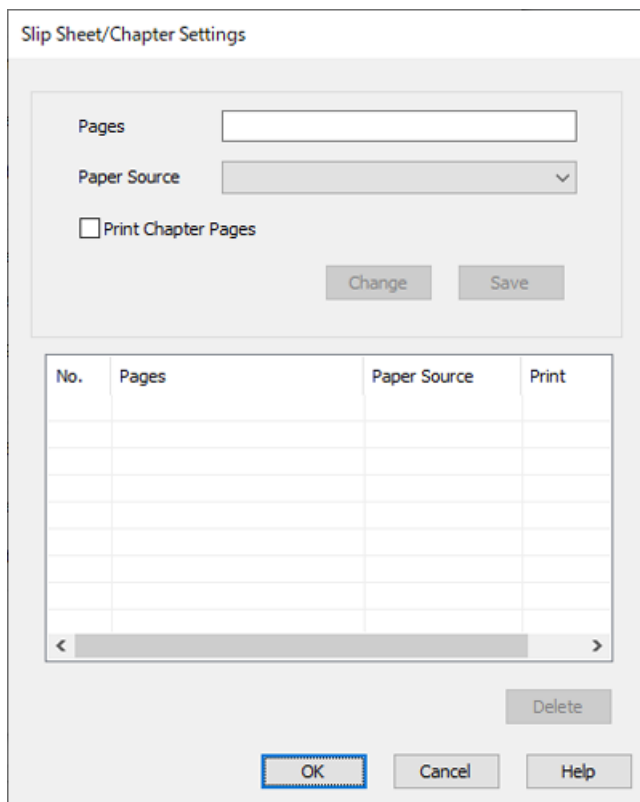 Slip Sheet/Chapter Settings
Pages
Paper Source
Print Chapter Pages
Change Save
No. Pages Paper Source Print
Delete
OK Cancel Help